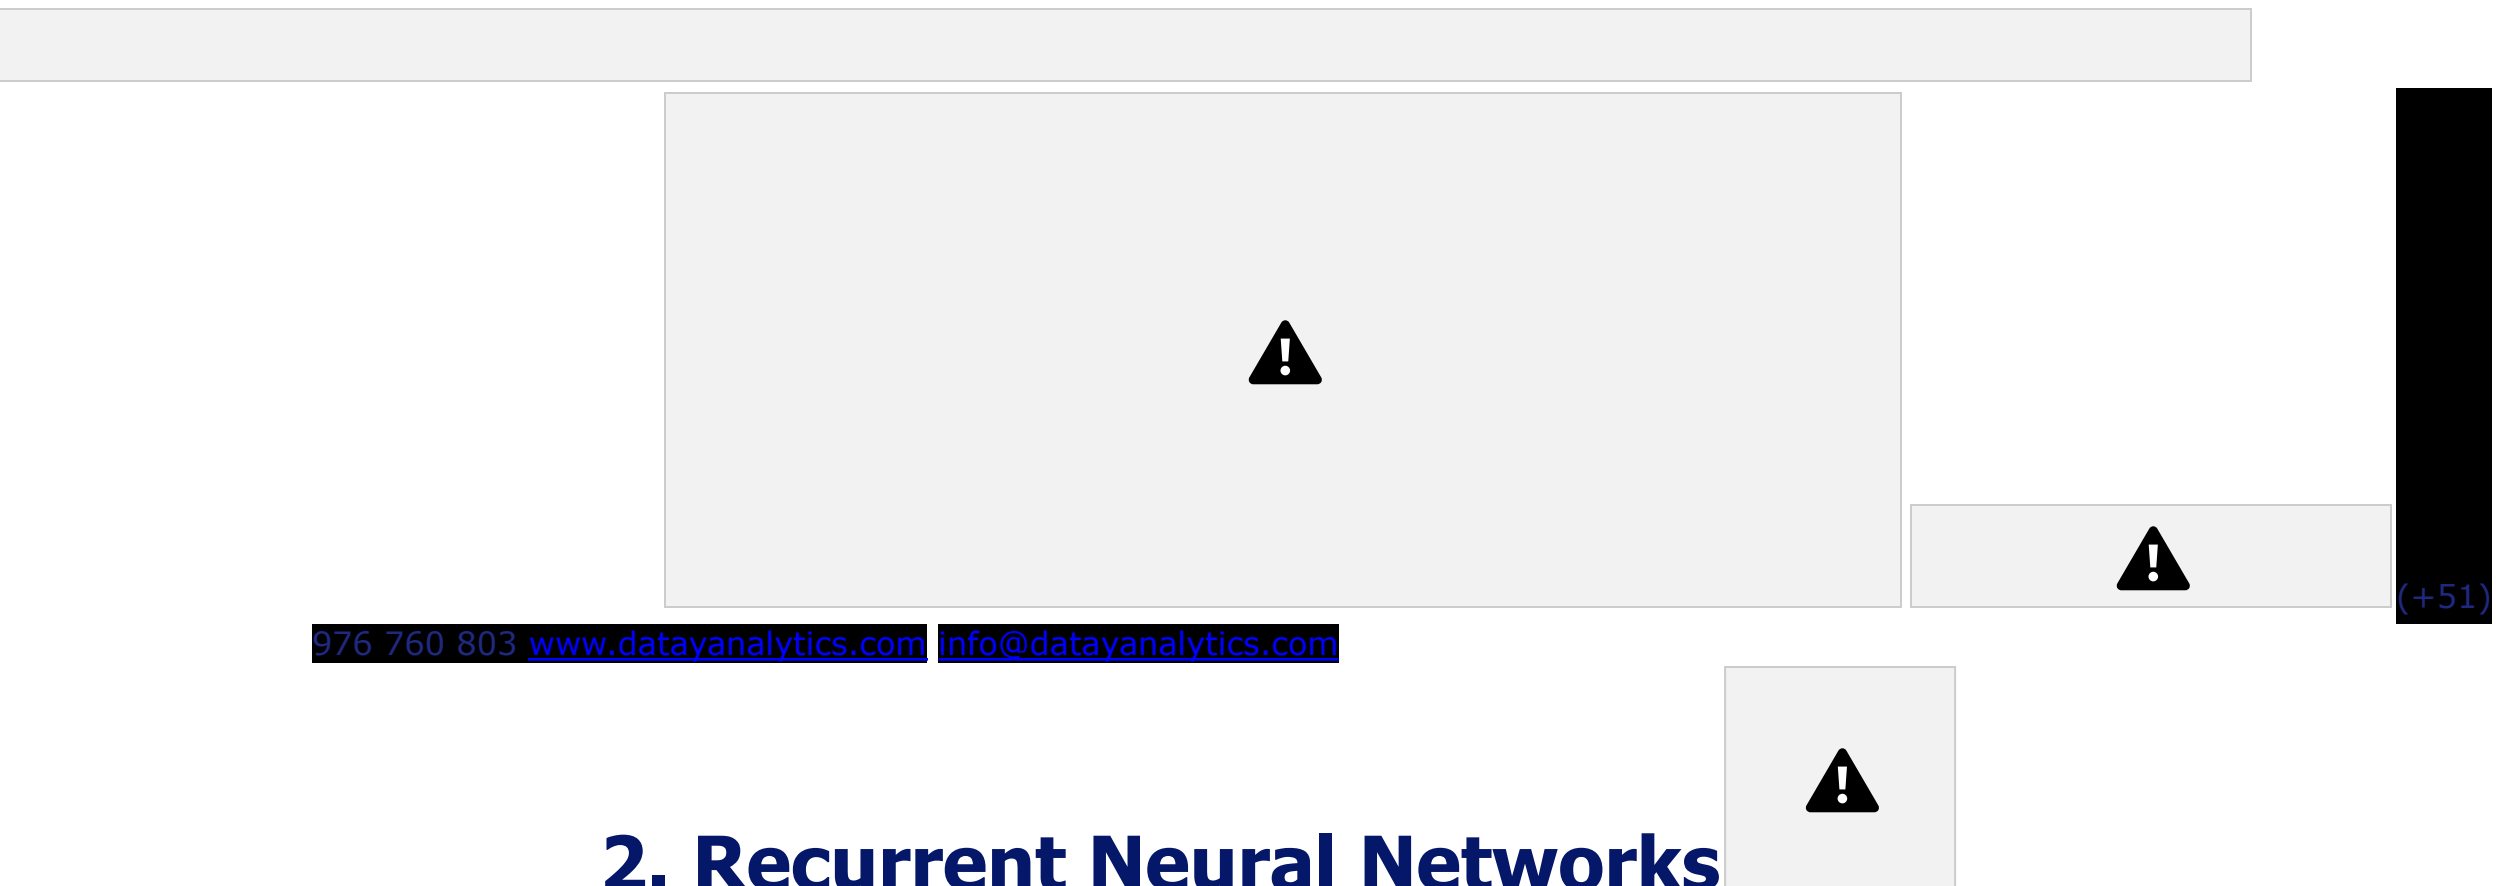 (+51)
976 760 803 www.datayanalytics.com info@datayanalytics.com
2. Recurrent Neural Networks